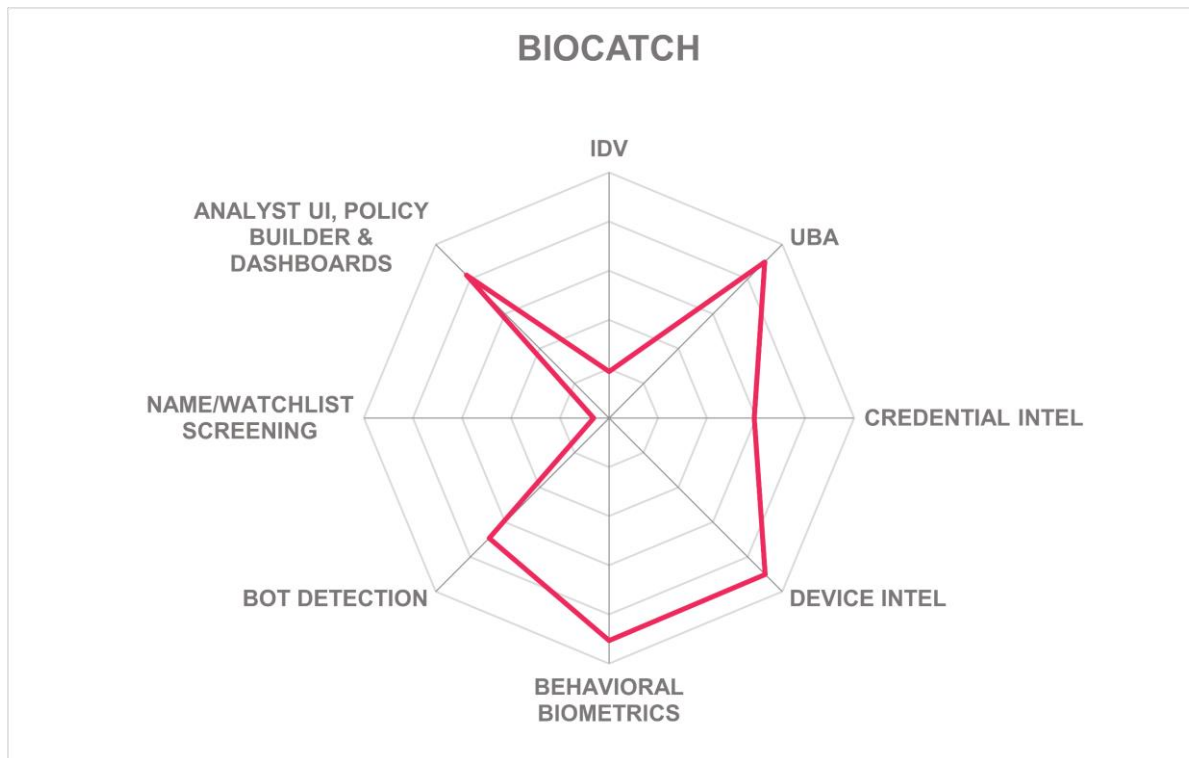 BIOCATCH
IDV
ANALYST UI, POLICY
BUILDER &
DASHBOARDS
UBA
NAME/WATCHLIST
SCREENING
CREDENTIAL INTEL
BOT DETECTION
DEVICE INTEL
BEHAVIORAL
BIOMETRICS